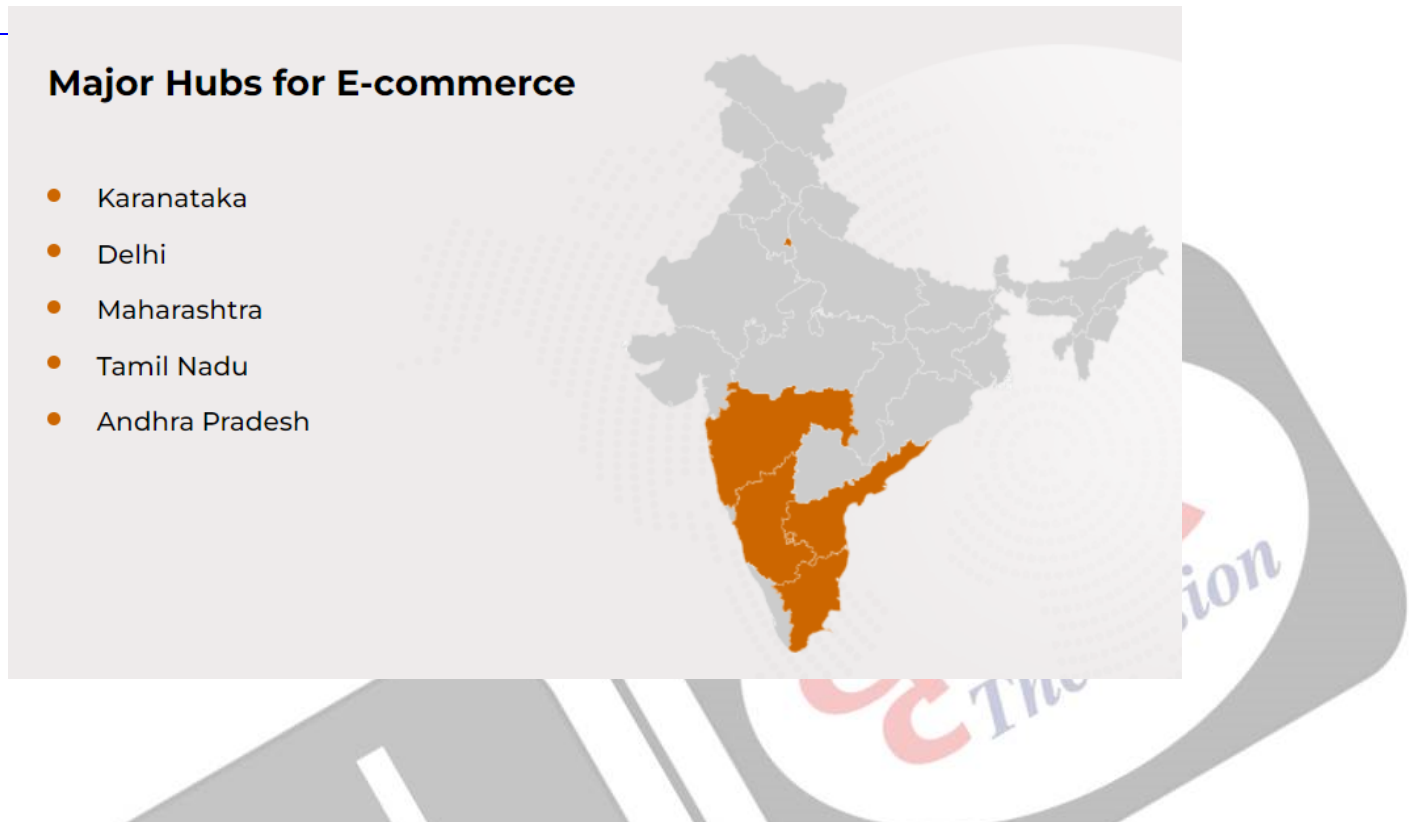 Major Hubs for E-commerce
Karanataka
Delhi
Maharashtra
Tamil Nadu
Andhra Pradesh